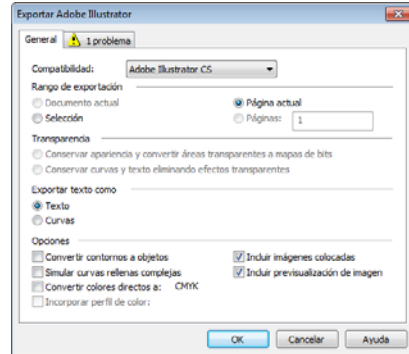 Exportar Adobe Illustrator
General 1 problema
Compatibilidad: Adobe Illustrator CS
Rango de exportación
Documento actual Página actual
Selección Páginas: 1
Transparencia
Conservar apariencia y convertir áreas transparentes a mapas de bits
Conservar curvas y texto eliminando efectos transparentes
Exportar texto como
Texto
Curvas
Opciones
Convertir contornos a objetos Incluir imágenes colocadas
Simular curvas rellenas complejas Incluir previsualización de imagen
Convertir colores directos a: CMYK
Incorporar perfil de color:
OK Cancelar Ayuda